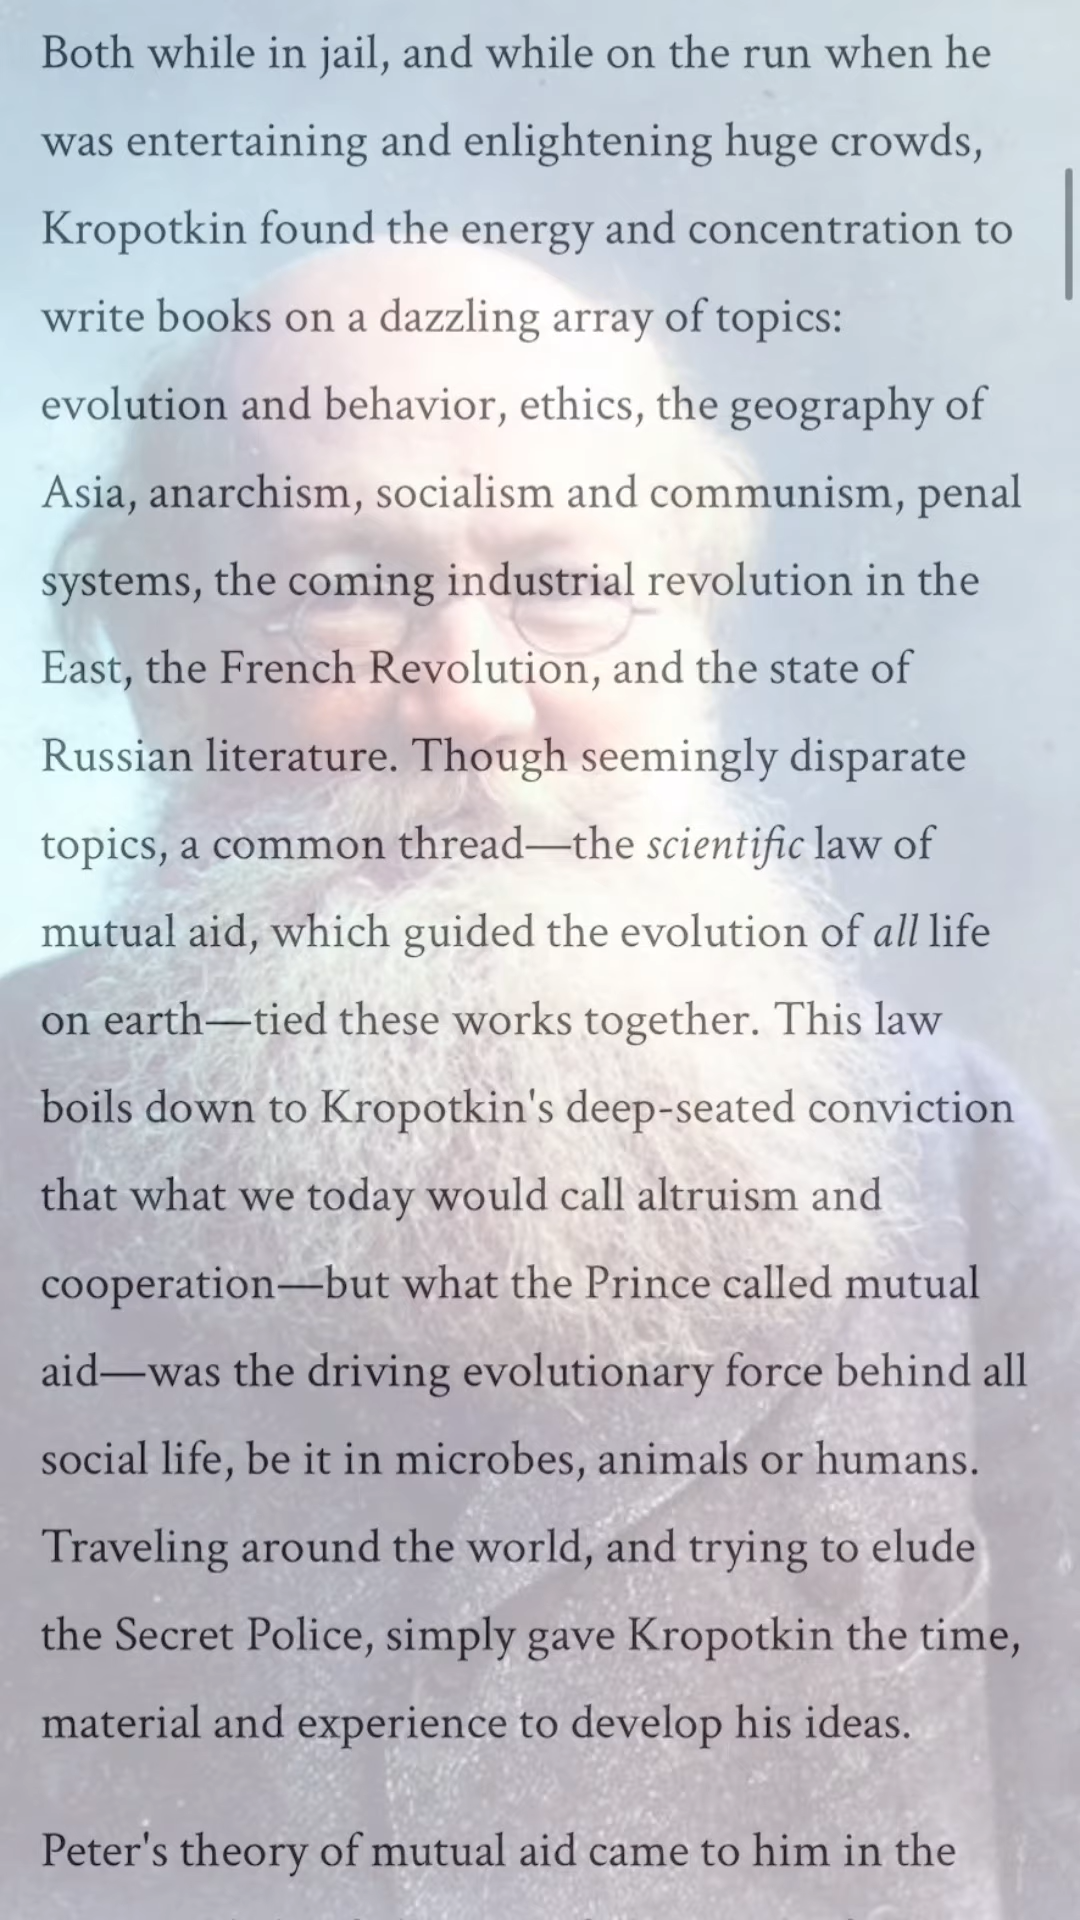 Both while in jail, and while on the run when he
was entertaining and enlightening huge crowds,
Kropotkin found the energy and concentration to
write books on a dazzling array of topics:
evolution and behavior, ethics, the geography of
Asia, anarchism, socialism and communism, penal
systems, the coming industrial revolution in the
East, the French Revolution, and the state of
Russian literature. Though seemingly disparate
topics, a common thread—the scientific law of
mutual aid, which guided the evolution of all life
on earth—tied these works together. This law
boils down to Kropotkin's deep-seated conviction
that what we today would call altruism and
cooperation—but what the Prince called mutual
aid—was the driving evolutionary force behind all
social life, be it in microbes, animals or humans.
Traveling around the world, and trying to elude
the Secret Police, simply gave Kropotkin the time,
material and experience to develop his ideas.
Peter's theory of mutual aid came to him in the